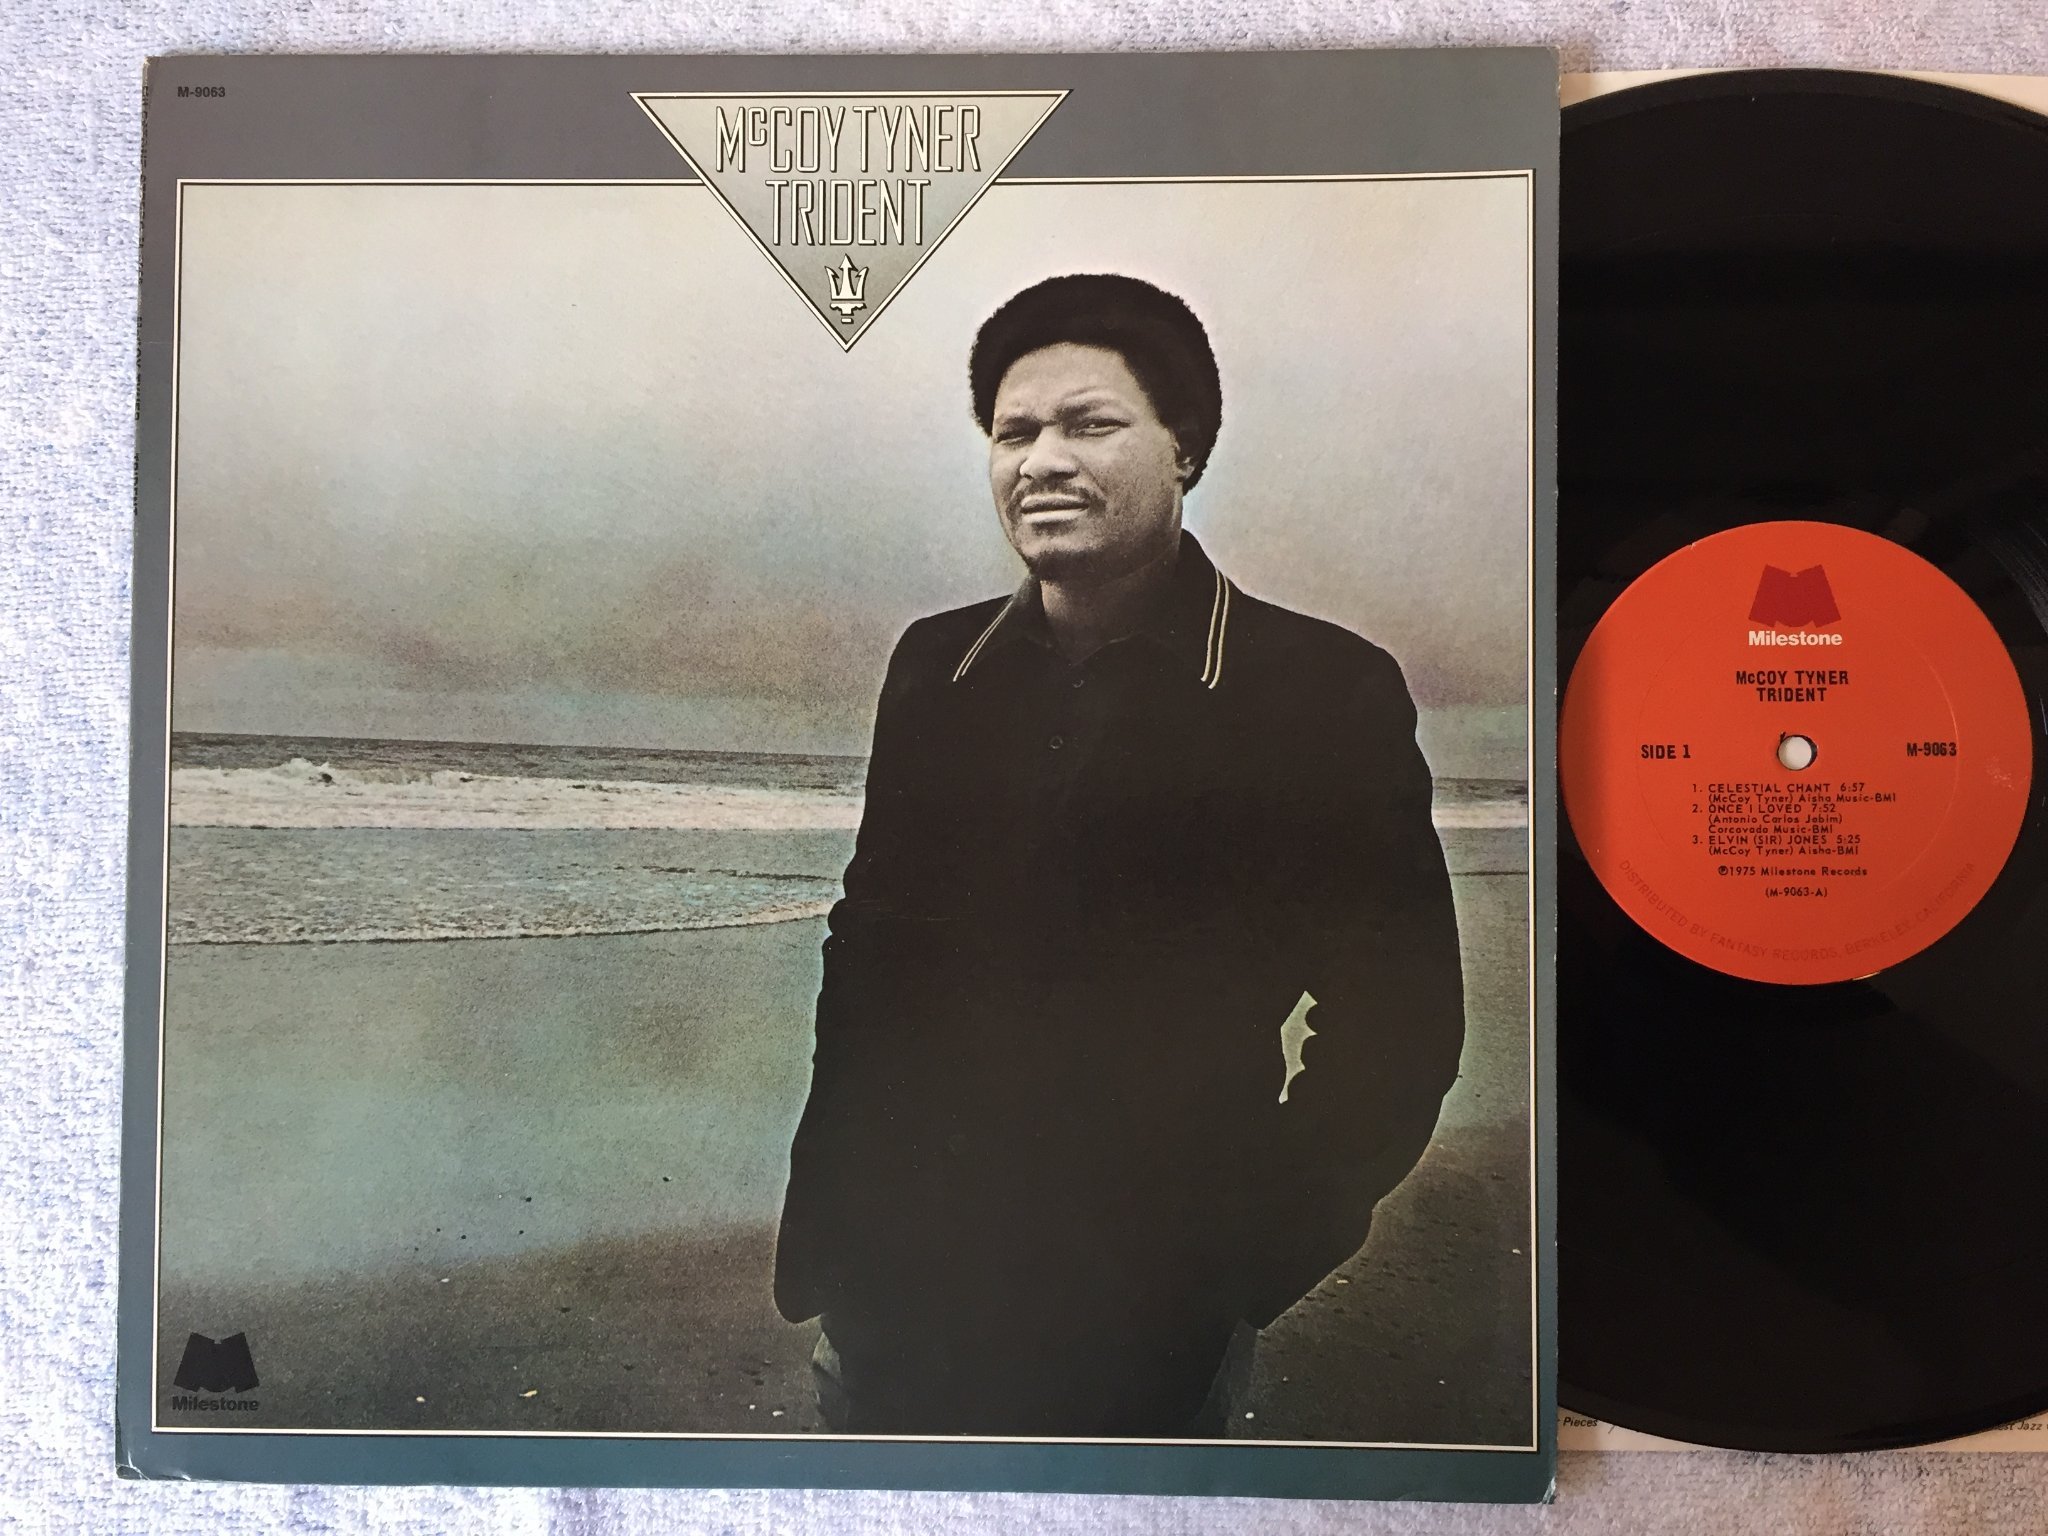 M-9063
McCOY TYNER
TRIDENT
Milestone
Milestone
McCOY TYNER
TRIDENT
SIDE 1
M-9063
1. CELESTIAL CHANT 6:57
(McCoy Tyner) Aisha Music-BMI
2. ONCE I LOVED 7:52
(Antonio Carlos Jobim)
Corcovado Music-BMI
3. ELVIN (SIR) JONES 5:25
(McCoy Tyner) Aisha-BMI
℗1975 Milestone Records
(M-9063-A)
DISTRIBUTED BY FANTASY RECORDS, BERKELEY, CALIFORNIA
Pieces
Jazz